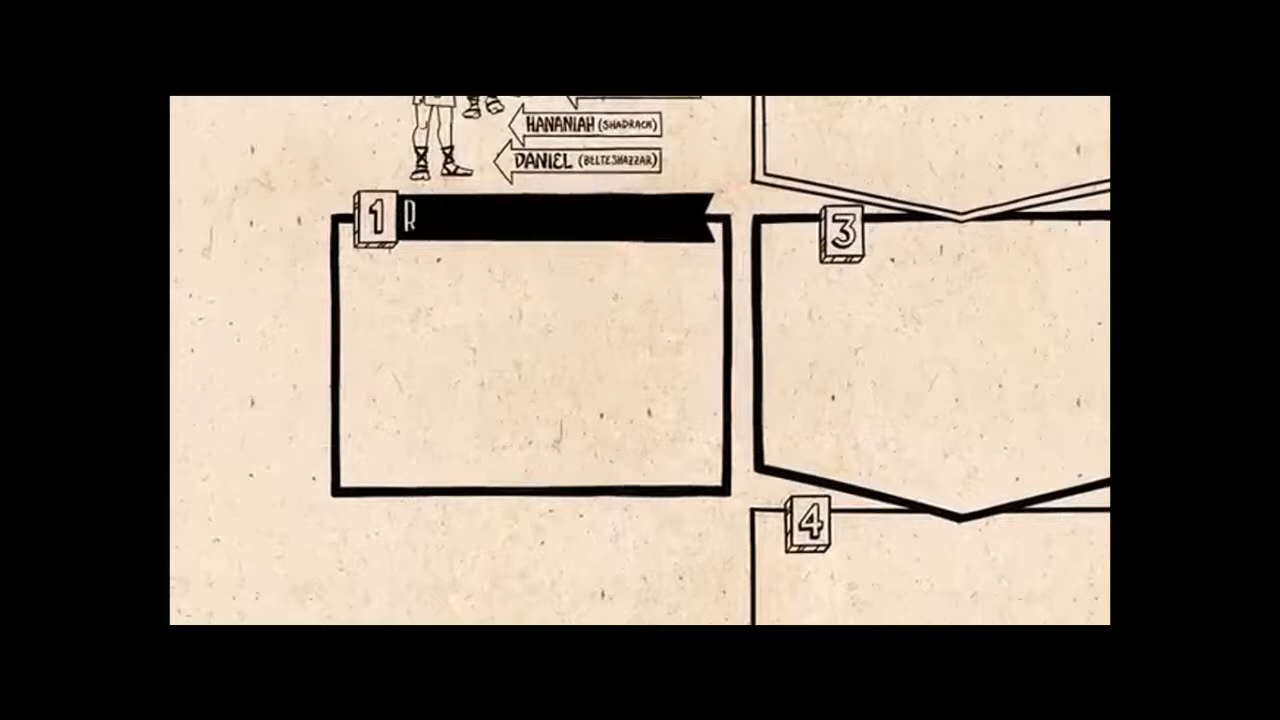 HANANIAH (SHADRACH)
DANIEL (BELTESHAZZAR)
1 R
3
4